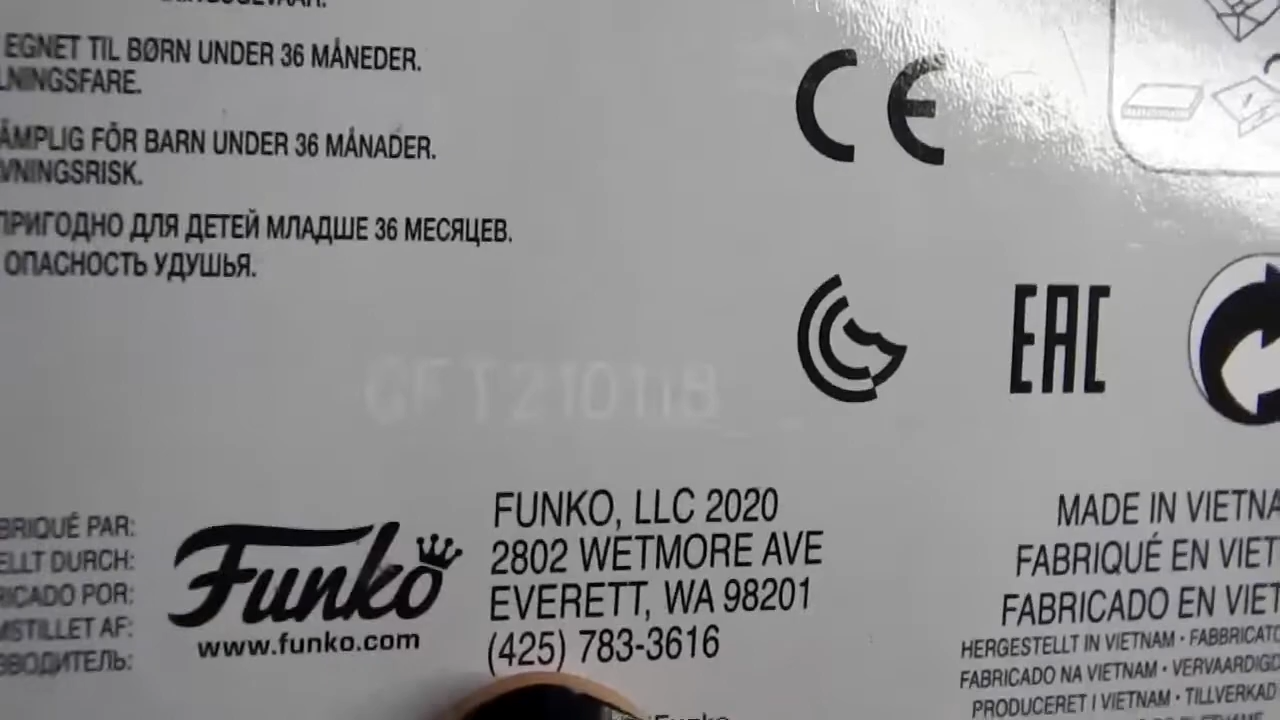 EGNET TIL BØRN UNDER 36 MÅNEDER.
LNINGSFARE.
ÄMPLIG FÖR BARN UNDER 36 MÅNADER.
VNINGSRISK.
ПРИГОДНО ДЛЯ ДЕТЕЙ МЛАДШЕ 36 МЕСЯЦЕВ.
ОПАСНОСТЬ УДУШЬЯ.
CE
EAC
GFT210118
BRIQUÉ PAR:
ELLT DURCH:
RICADO POR:
MSTILLET AF:
ЗВОДИТЕЛЬ:
Funko
www.funko.com
FUNKO, LLC 2020
2802 WETMORE AVE
EVERETT, WA 98201
(425) 783-3616
MADE IN VIETNA
FABRIQUÉ EN VIET
FABRICADO EN VIET
HERGESTELLT IN VIETNAM • FABBRICATO
FABRICADO NA VIETNAM • VERVAARDIGD
PRODUCERET I VIETNAM • TILLVERKAD